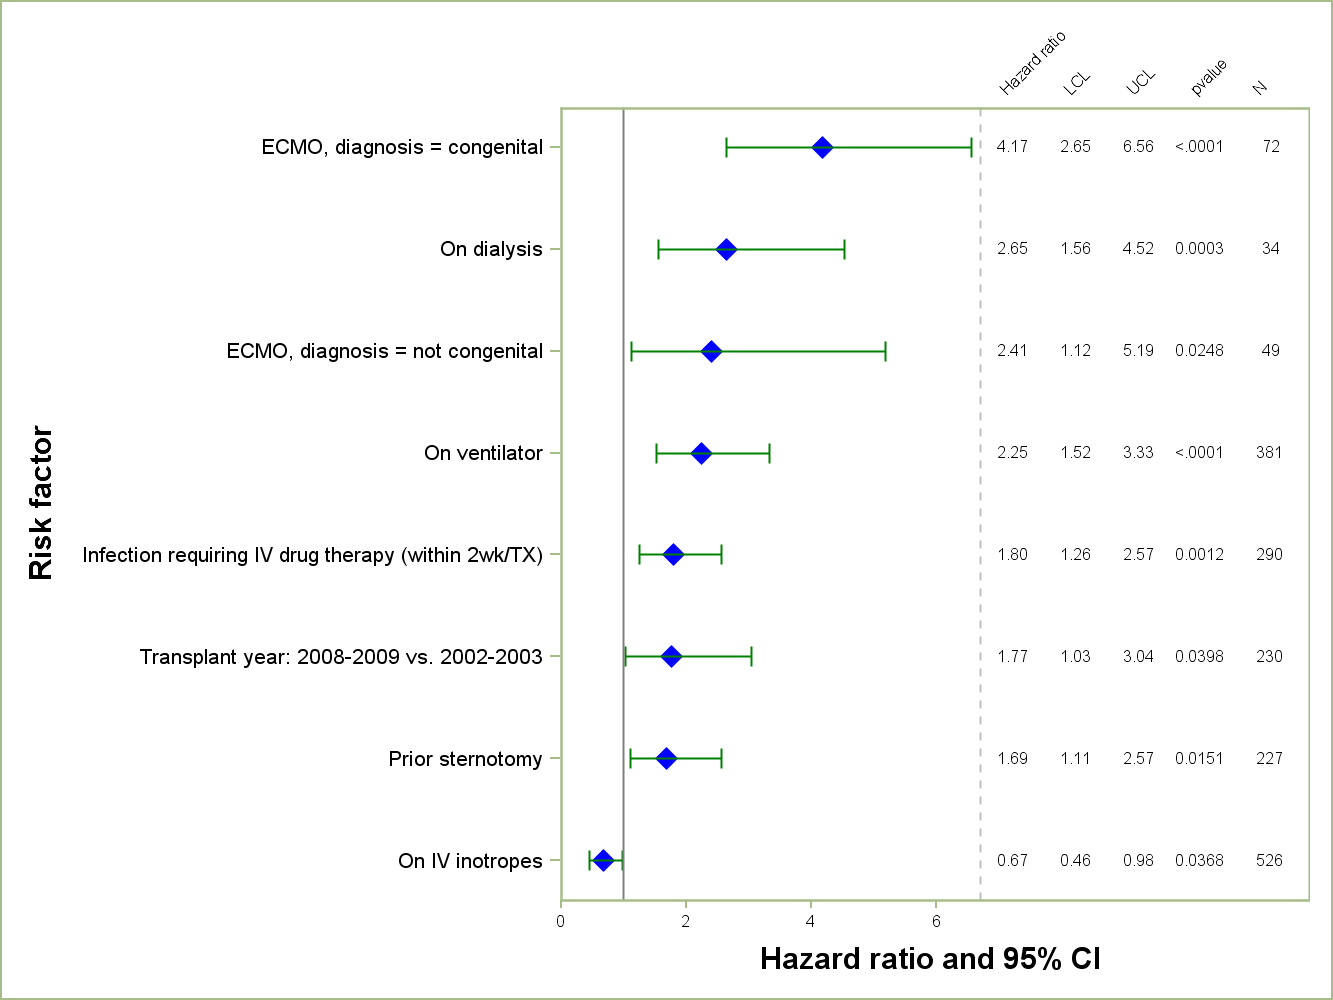 Hazard ratio LCL UCL pvalue N
ECMO, diagnosis = congenital 4.17 2.65 6.56 <.0001 72
On dialysis 2.65 1.56 4.52 0.0003 34
ECMO, diagnosis = not congenital 2.41 1.12 5.19 0.0248 49
On ventilator 2.25 1.52 3.33 <.0001 381
Infection requiring IV drug therapy (within 2wk/TX) 1.80 1.26 2.57 0.0012 290
Transplant year: 2008-2009 vs. 2002-2003 1.77 1.03 3.04 0.0398 230
Prior sternotomy 1.69 1.11 2.57 0.0151 227
On IV inotropes 0.67 0.46 0.98 0.0368 526
Risk factor
0 2 4 6
Hazard ratio and 95% CI